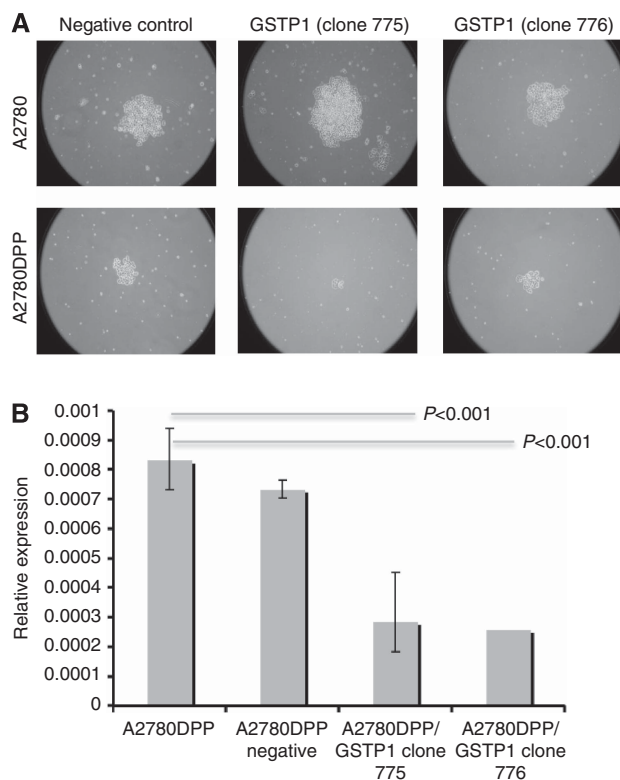 A
Negative control
GSTP1 (clone 775)
GSTP1 (clone 776)
A2780
A2780DPP
B
0.001
0.0009
0.0008
0.0007
0.0006
0.0005
0.0004
0.0003
0.0002
0.0001
0
Relative expression
P<0.001
P<0.001
A2780DPP
A2780DPP
negative
A2780DPP/
GSTP1 clone
775
A2780DPP/
GSTP1 clone
776